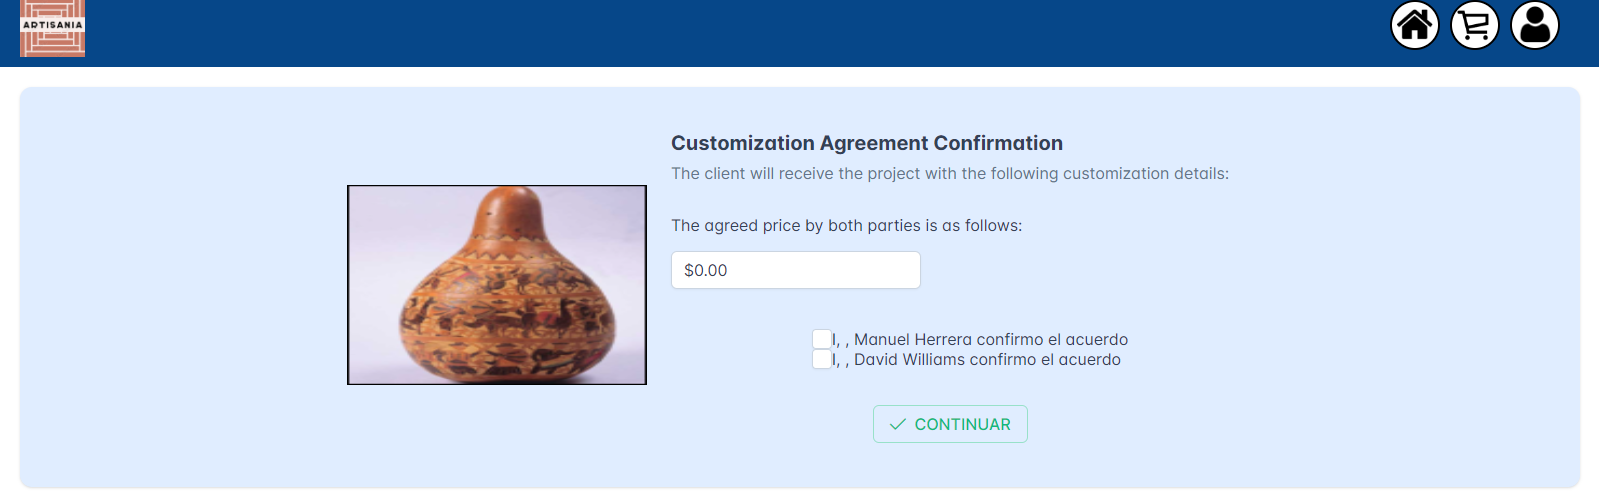 ARTISANIA
Customization Agreement Confirmation
The client will receive the project with the following customization details:
The agreed price by both parties is as follows:
$0.00
I, , Manuel Herrera confirmo el acuerdo
I, , David Williams confirmo el acuerdo
CONTINUAR